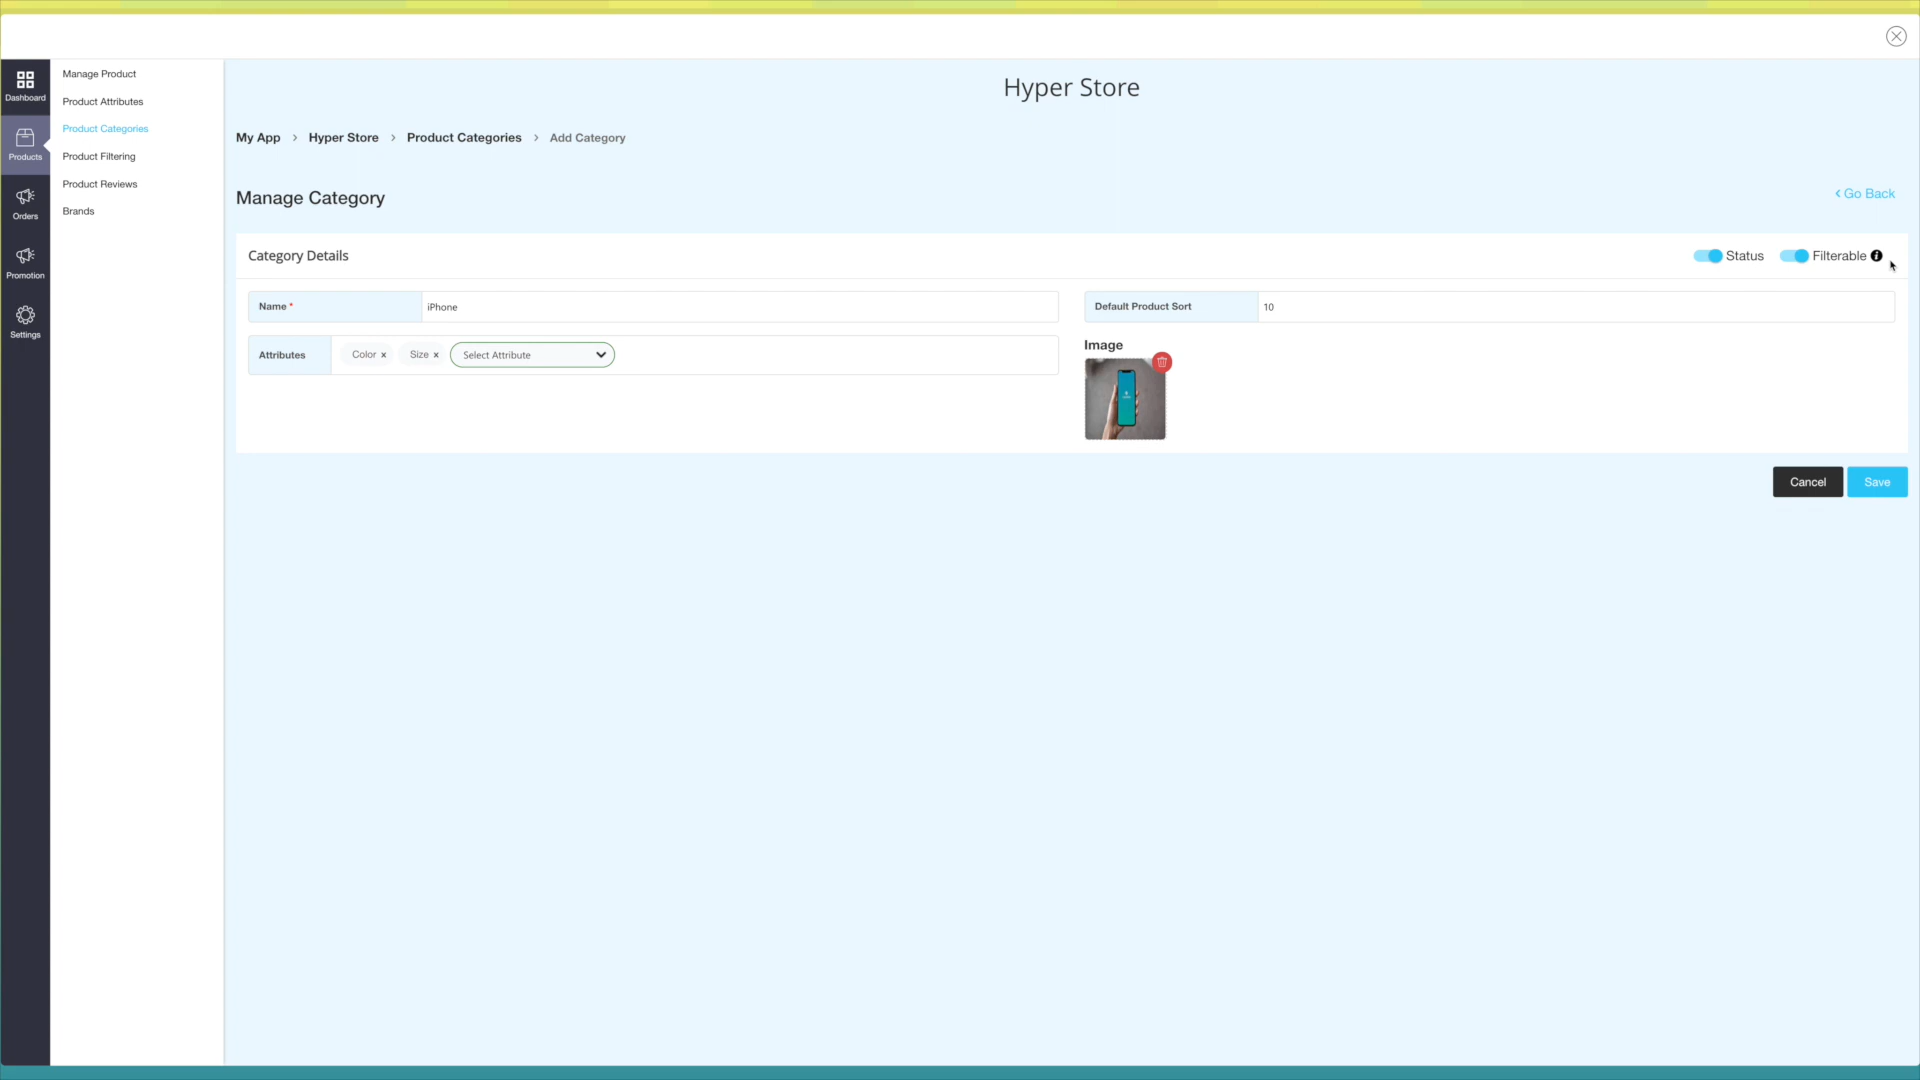 Dashboard
Products
Orders
Promotion
Settings
Manage Product
Product Attributes
Product Categories
Product Filtering
Product Reviews
Brands
Hyper Store
My App > Hyper Store > Product Categories > Add Category
Manage Category
< Go Back
Category Details
Status
Filterable
Name *
iPhone
Default Product Sort
10
Attributes
Color x
Size x
Select Attribute
Image
Cancel
Save